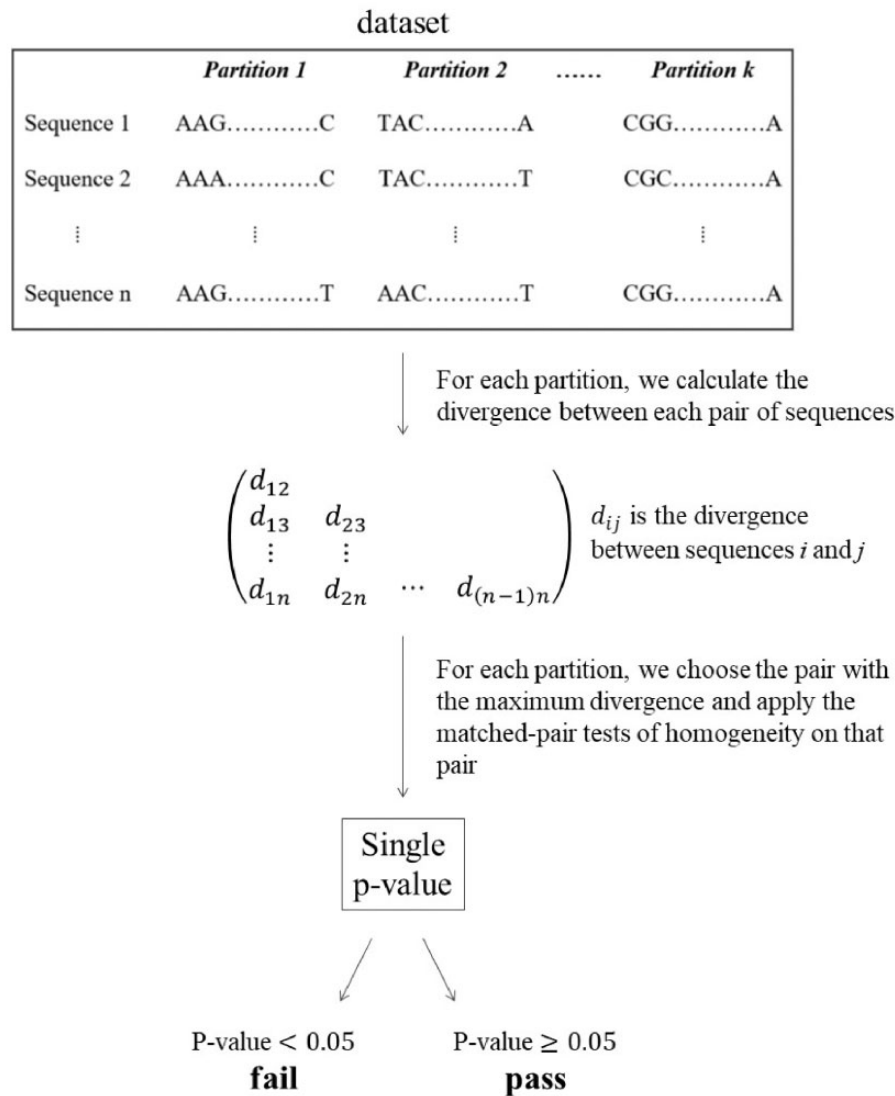 dataset
Partition 1 Partition 2 ...... Partition k
Sequence 1 AAG............C TAC............A CGG............A
Sequence 2 AAA............C TAC............T CGC............A
⋮ ⋮ ⋮ ⋮
Sequence n AAG............T AAC............T CGG............A
For each partition, we calculate the
divergence between each pair of sequences
d₁₂
d₁₃ d₂₃
⋮ ⋮
d₁ₙ d₂ₙ ⋯ d₍ₙ₋₁₎ₙ
dᵢⱼ is the divergence
between sequences i and j
For each partition, we choose the pair with
the maximum divergence and apply the
matched-pair tests of homogeneity on that
pair
Single
p-value
P-value < 0.05 P-value ≥ 0.05
fail pass